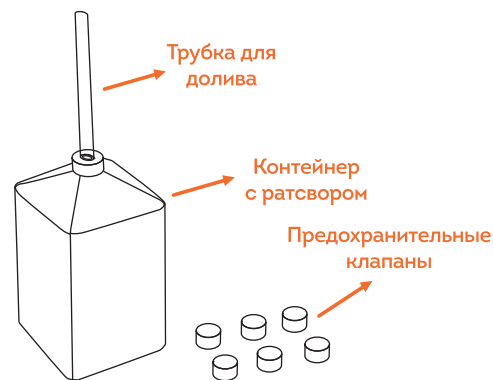 Трубка для
долива
Контейнер
с ратсвором
Предохранительные
клапаны